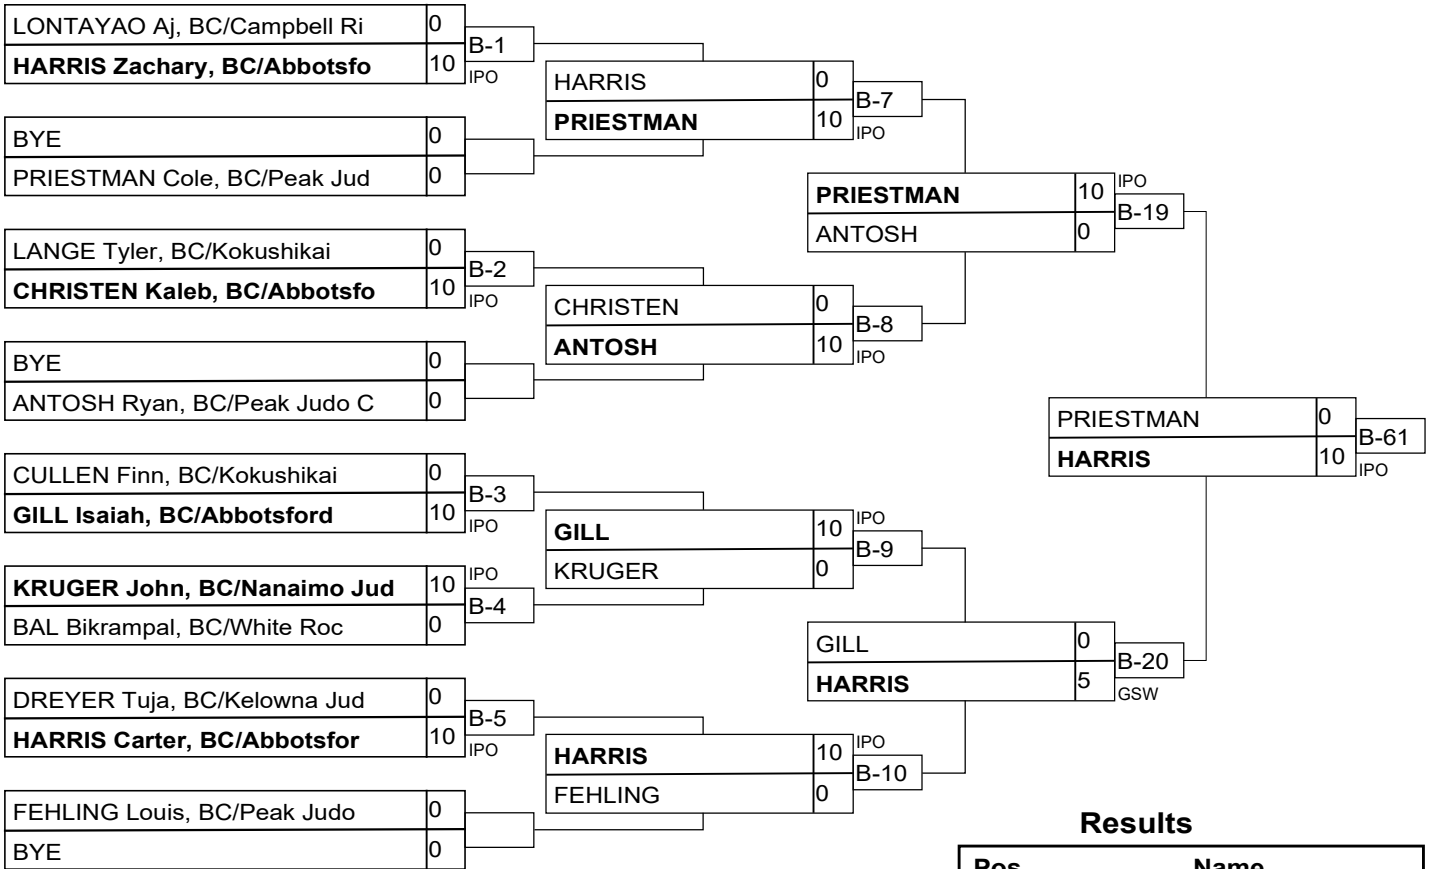 LONTAYAO Aj, BC/Campbell Ri 0
B-1
HARRIS Zachary, BC/Abbotsfo 10
IPO
HARRIS 0
B-7
PRIESTMAN 10
IPO
BYE 0
PRIESTMAN Cole, BC/Peak Jud 0
PRIESTMAN 10 IPO
B-19
ANTOSH 0
LANGE Tyler, BC/Kokushikai 0
B-2
CHRISTEN Kaleb, BC/Abbotsfo 10
IPO
CHRISTEN 0
B-8
ANTOSH 10
IPO
BYE 0
ANTOSH Ryan, BC/Peak Judo C 0
PRIESTMAN 0
B-61
HARRIS 10
IPO
CULLEN Finn, BC/Kokushikai 0
B-3
GILL Isaiah, BC/Abbotsford 10
IPO
GILL 10 IPO
B-9
KRUGER 0
KRUGER John, BC/Nanaimo Jud 10 IPO
B-4
BAL Bikrampal, BC/White Roc 0
GILL 0
B-20
HARRIS 5
GSW
DREYER Tuja, BC/Kelowna Jud 0
B-5
HARRIS Carter, BC/Abbotsfor 10
IPO
HARRIS 10 IPO
B-10
FEHLING 0
FEHLING Louis, BC/Peak Judo 0
BYE 0
Results
Pos Name